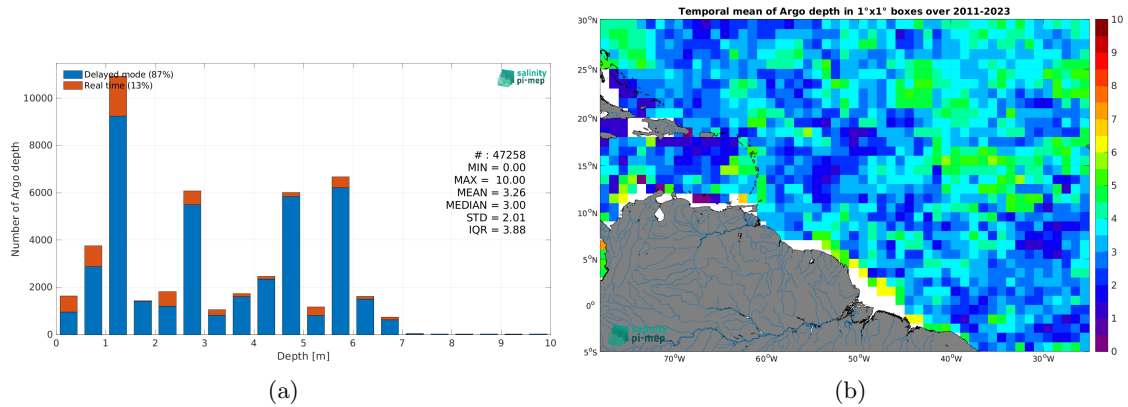 Delayed mode (87%)
Real time (13%)
salinity
pi-mep
# : 47258
MIN = 0.00
MAX = 10.00
MEAN = 3.26
MEDIAN = 3.00
STD = 2.01
IQR = 3.88
Number of Argo depth
10000
8000
6000
4000
2000
0
0 1 2 3 4 5 6 7 8 9 10
Depth [m]
(a)
Temporal mean of Argo depth in 1°x1° boxes over 2011-2023
30°N
25°N
20°N
15°N
10°N
5°N
0°
5°S
70°W 60°W 50°W 40°W 30°W
salinity
pi-mep
10
9
8
7
6
5
4
3
2
1
0
(b)